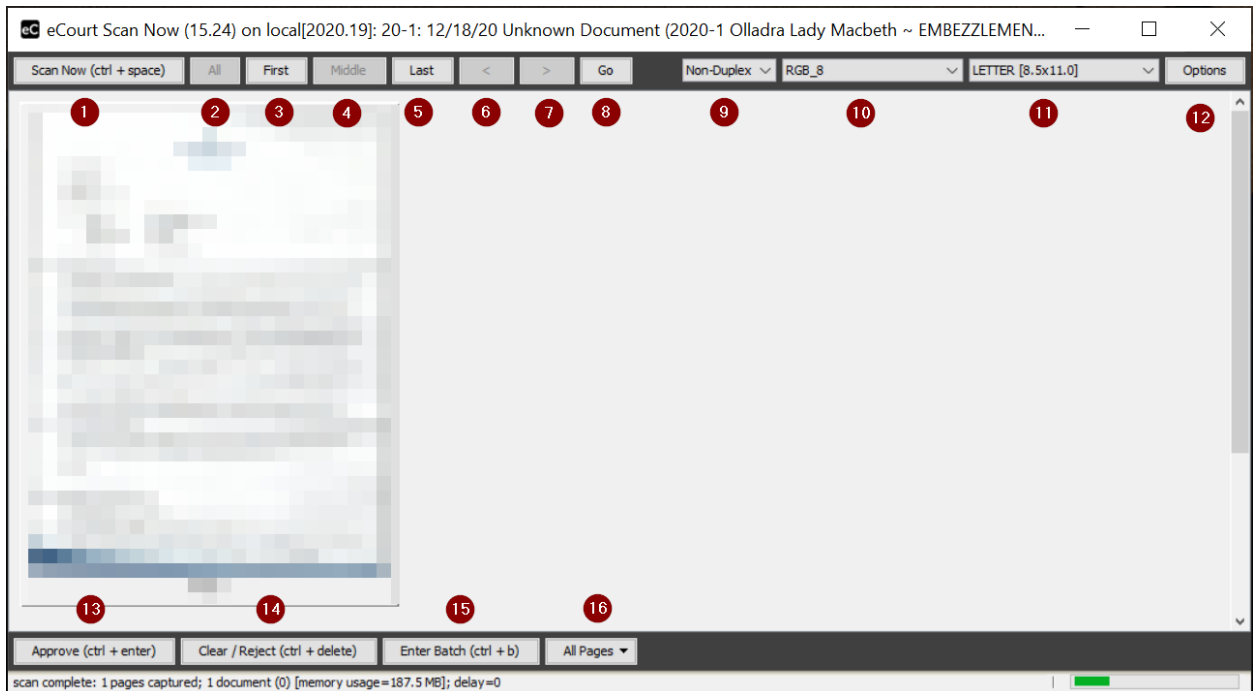 eC eCourt Scan Now (15.24) on local[2020.19]: 20-1: 12/18/20 Unknown Document (2020-1 Olladra Lady Macbeth ~ EMBEZZLEMEN...
Scan Now (ctrl + space) All First Middle Last < > Go Non-Duplex RGB_8 LETTER [8.5x11.0] Options
1 2 3 4 5 6 7 8 9 10 11 12
13 14 15 16
Approve (ctrl + enter) Clear / Reject (ctrl + delete) Enter Batch (ctrl + b) All Pages
scan complete: 1 pages captured; 1 document (0) [memory usage=187.5 MB]; delay=0